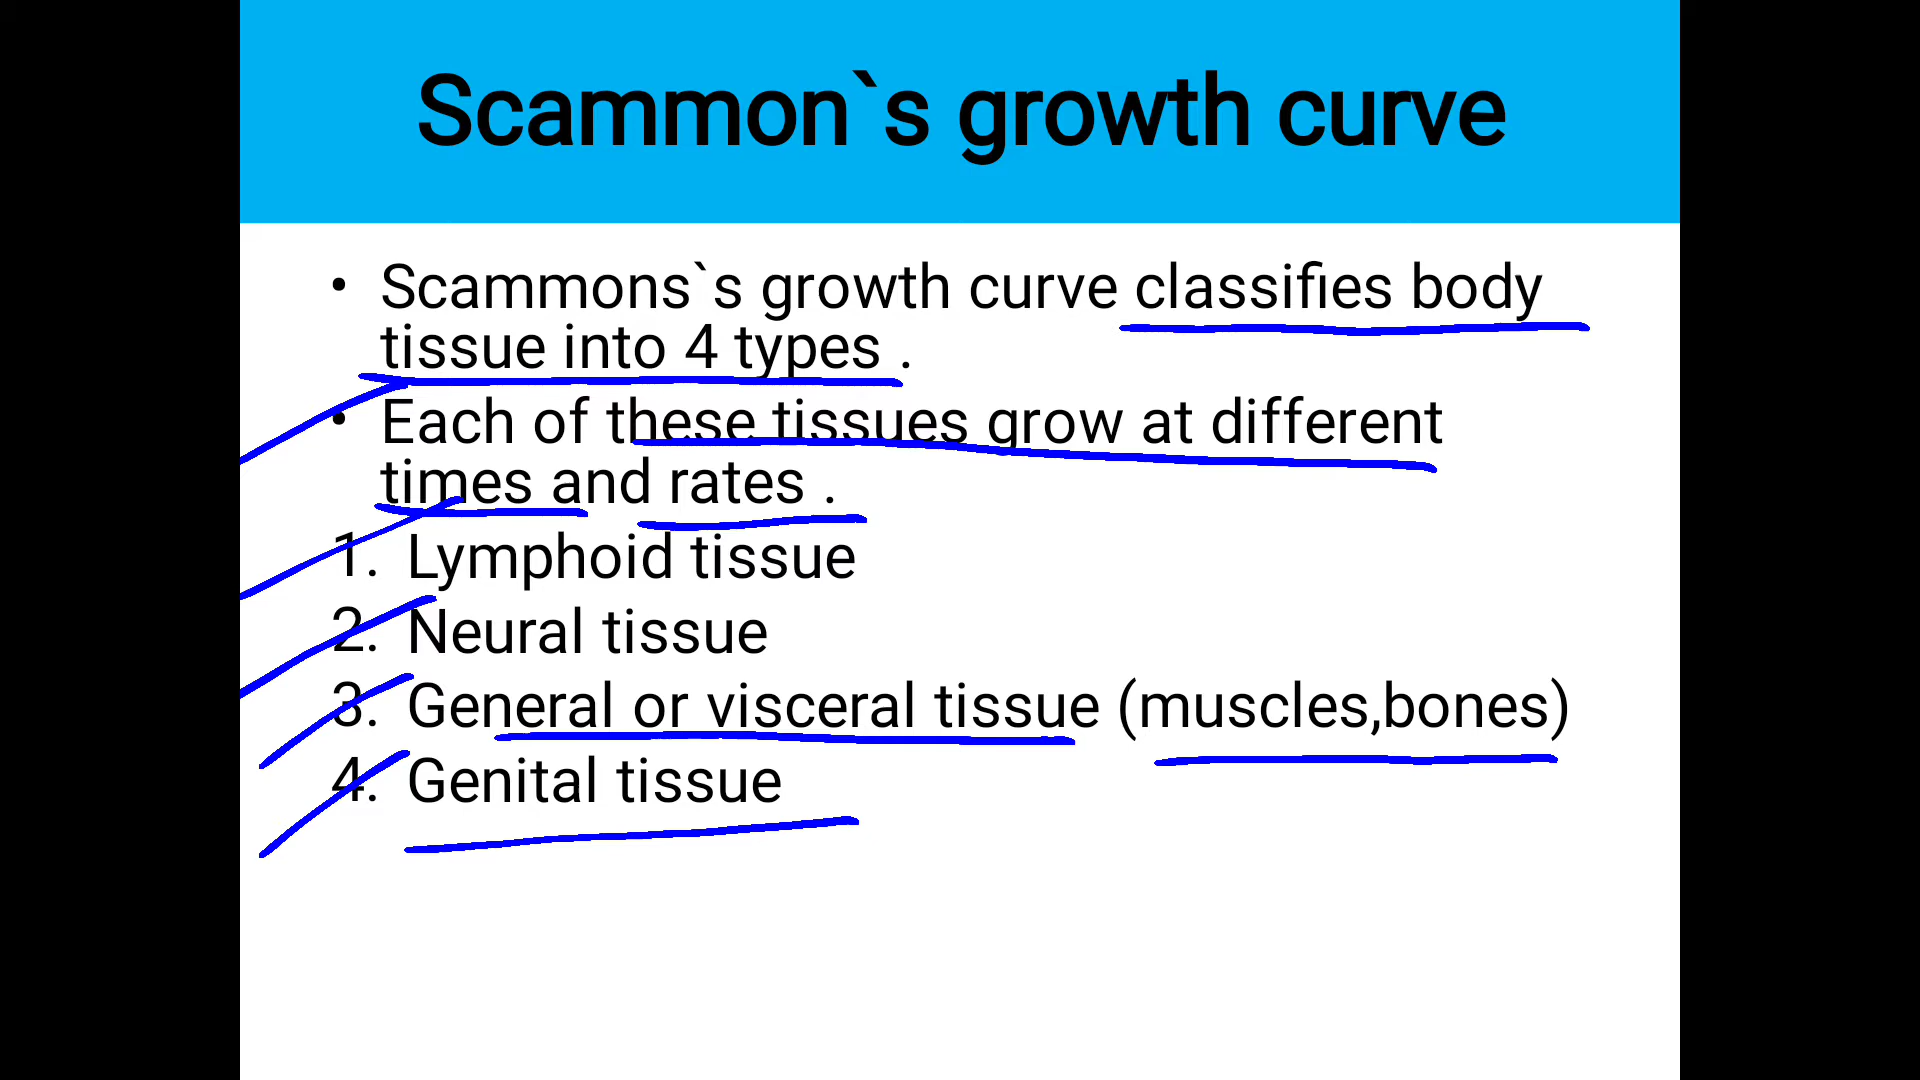 Scammon`s growth curve
• Scammons`s growth curve classifies body
tissue into 4 types .
• Each of these tissues grow at different
times and rates .
1. Lymphoid tissue
2. Neural tissue
3. General or visceral tissue (muscles,bones)
4. Genital tissue